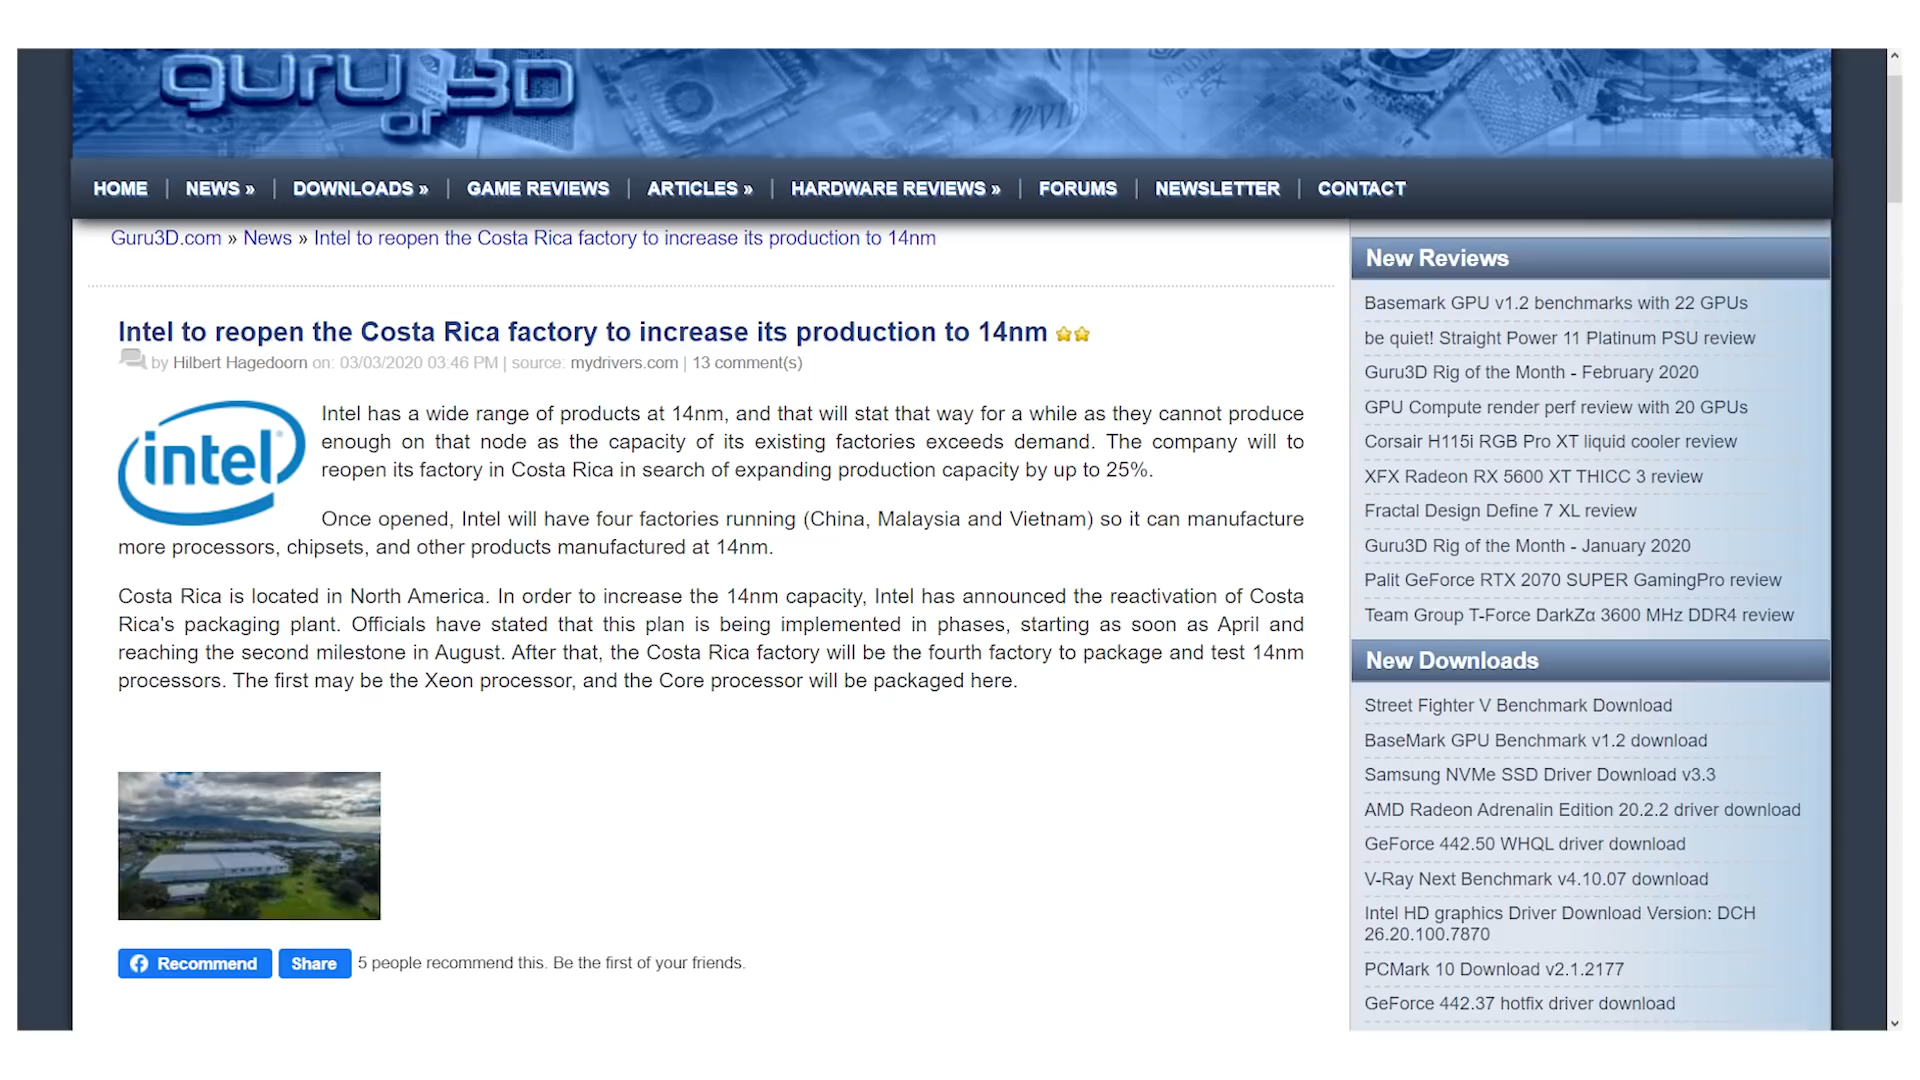 guru of 3D
HOME | NEWS » | DOWNLOADS » | GAME REVIEWS | ARTICLES » | HARDWARE REVIEWS » | FORUMS | NEWSLETTER | CONTACT
Guru3D.com » News » Intel to reopen the Costa Rica factory to increase its production to 14nm
Intel to reopen the Costa Rica factory to increase its production to 14nm
by Hilbert Hagedoorn on: 03/03/2020 03:46 PM | source: mydrivers.com | 13 comment(s)
intel
Intel has a wide range of products at 14nm, and that will stat that way for a while as they cannot produce
enough on that node as the capacity of its existing factories exceeds demand. The company will to
reopen its factory in Costa Rica in search of expanding production capacity by up to 25%.
Once opened, Intel will have four factories running (China, Malaysia and Vietnam) so it can manufacture
more processors, chipsets, and other products manufactured at 14nm.
Costa Rica is located in North America. In order to increase the 14nm capacity, Intel has announced the reactivation of Costa
Rica's packaging plant. Officials have stated that this plan is being implemented in phases, starting as soon as April and
reaching the second milestone in August. After that, the Costa Rica factory will be the fourth factory to package and test 14nm
processors. The first may be the Xeon processor, and the Core processor will be packaged here.
Recommend
Share
5 people recommend this. Be the first of your friends.
New Reviews
Basemark GPU v1.2 benchmarks with 22 GPUs
be quiet! Straight Power 11 Platinum PSU review
Guru3D Rig of the Month - February 2020
GPU Compute render perf review with 20 GPUs
Corsair H115i RGB Pro XT liquid cooler review
XFX Radeon RX 5600 XT THICC 3 review
Fractal Design Define 7 XL review
Guru3D Rig of the Month - January 2020
Palit GeForce RTX 2070 SUPER GamingPro review
Team Group T-Force DarkZα 3600 MHz DDR4 review
New Downloads
Street Fighter V Benchmark Download
BaseMark GPU Benchmark v1.2 download
Samsung NVMe SSD Driver Download v3.3
AMD Radeon Adrenalin Edition 20.2.2 driver download
GeForce 442.50 WHQL driver download
V-Ray Next Benchmark v4.10.07 download
Intel HD graphics Driver Download Version: DCH
26.20.100.7870
PCMark 10 Download v2.1.2177
GeForce 442.37 hotfix driver download